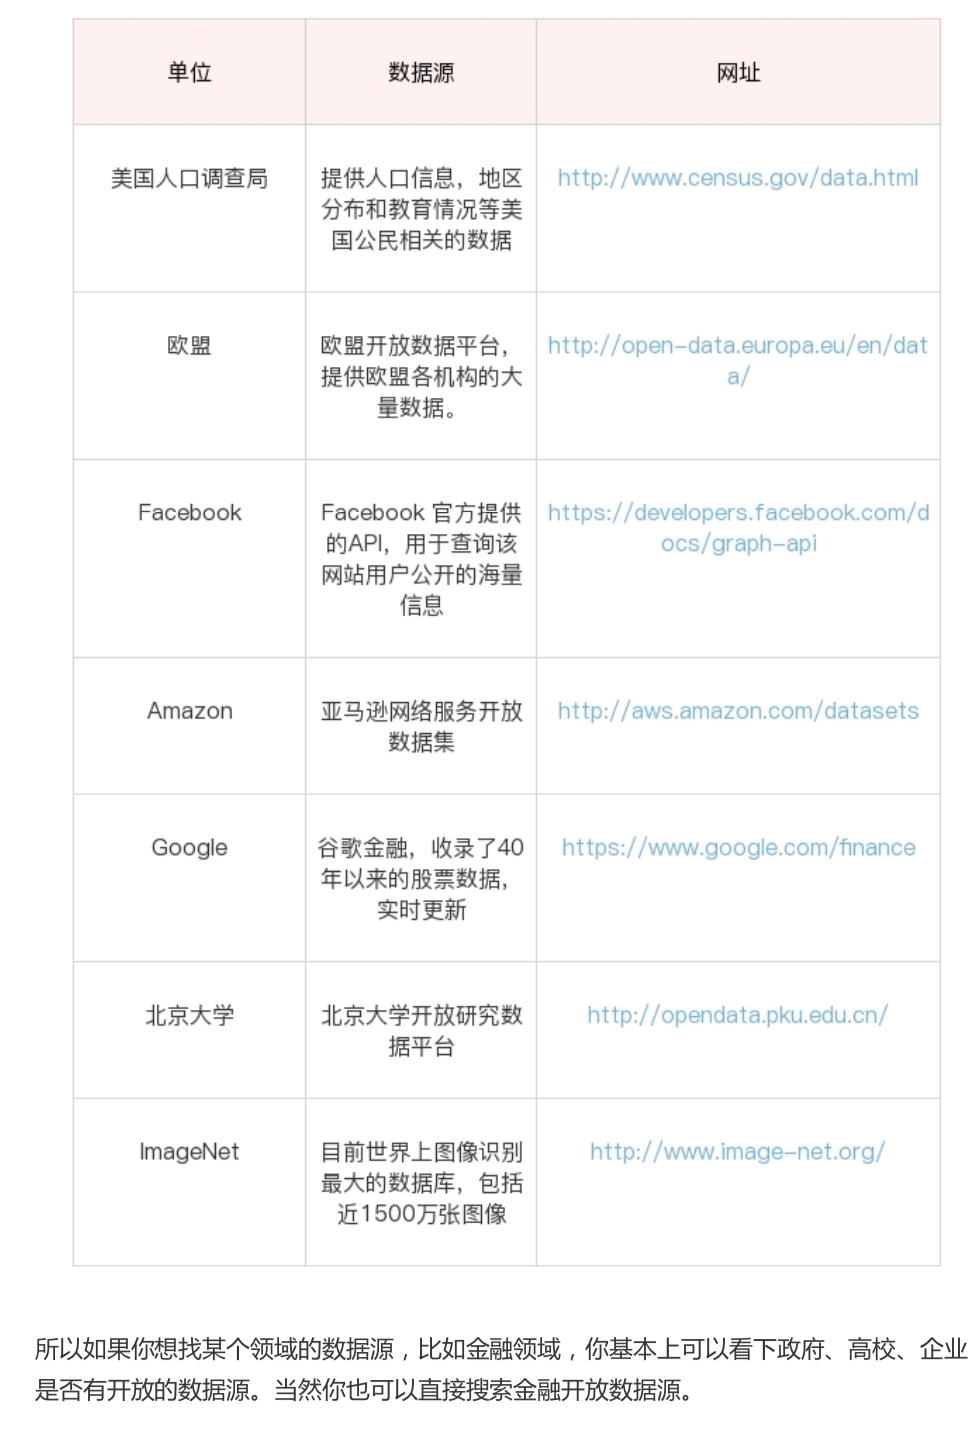 单位 数据源 网址
美国人口调查局 提供人口信息，地区 http://www.census.gov/data.html
分布和教育情况等美
国公民相关的数据
欧盟 欧盟开放数据平台， http://open-data.europa.eu/en/dat
提供欧盟各机构的大 a/
量数据。
Facebook Facebook 官方提供 https://developers.facebook.com/d
的API，用于查询该 ocs/graph-api
网站用户公开的海量
信息
Amazon 亚马逊网络服务开放 http://aws.amazon.com/datasets
数据集
Google 谷歌金融，收录了40 https://www.google.com/finance
年以来的股票数据，
实时更新
北京大学 北京大学开放研究数 http://opendata.pku.edu.cn/
据平台
ImageNet 目前世界上图像识别 http://www.image-net.org/
最大的数据库，包括
近1500万张图像
所以如果你想找某个领域的数据源，比如金融领域，你基本上可以看下政府、高校、企业
是否有开放的数据源。当然你也可以直接搜索金融开放数据源。